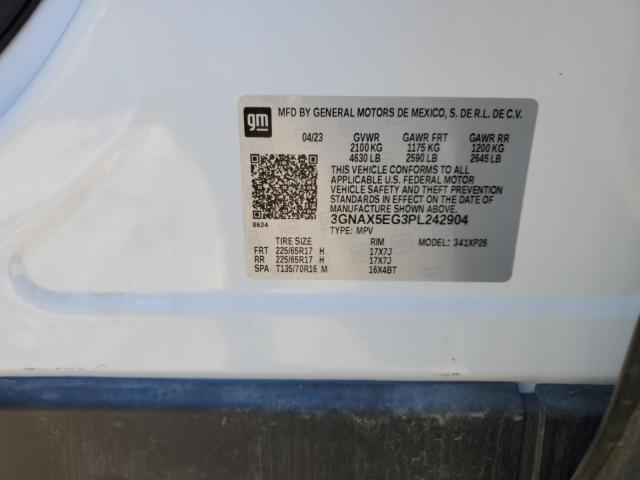 gm MFD BY GENERAL MOTORS DE MEXICO, S. DE R.L. DE C.V.
04/23 GVWR GAWR FRT GAWR RR
2100 KG 1175 KG 1200 KG
4630 LB 2590 LB 2645 LB
THIS VEHICLE CONFORMS TO ALL
APPLICABLE U.S. FEDERAL MOTOR
VEHICLE SAFETY AND THEFT PREVENTION
STANDARDS IN EFFECT ON THE DATE OF
MANUFACTURE SHOWN ABOVE.
3GNAX5EG3PL242904
8624 TYPE: MPV
TIRE SIZE RIM MODEL: 341XP26
FRT 225/65R17 H 17X7J
RR 225/65R17 H 17X7J
SPA T135/70R16 M 16X4BT